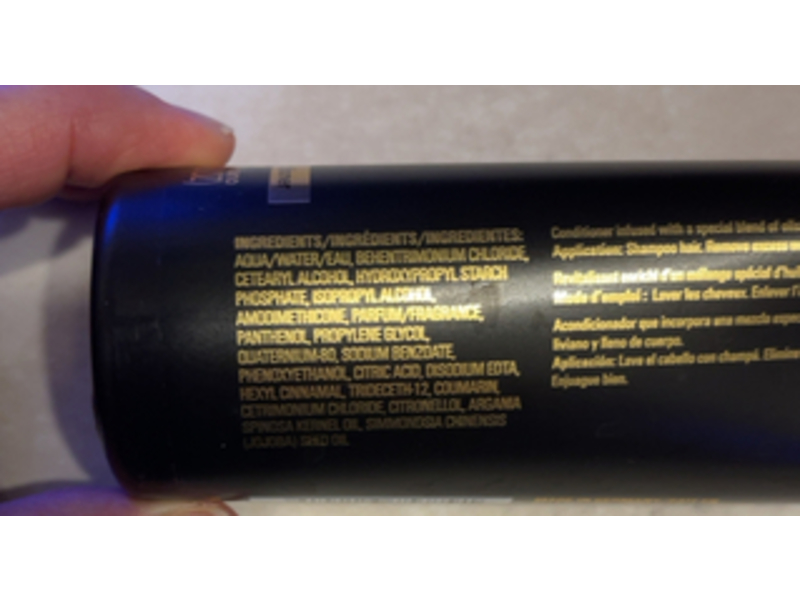 INGREDIENTS/INGRÉDIENTS/INGREDIENTES:
AQUA/WATER/EAU, BEHENTRIMONIUM CHLORIDE,
CETEARYL ALCOHOL, HYDROXYPROPYL STARCH
PHOSPHATE, ISOPROPYL ALCOHOL,
AMODIMETHICONE, PARFUM/FRAGRANCE,
PANTHENOL, PROPYLENE GLYCOL,
QUATERNIUM-80, SODIUM BENZOATE,
PHENOXYETHANOL, CITRIC ACID, DISODIUM EDTA,
HEXYL CINNAMAL, TRIDECETH-12, COUMARIN,
CETRIMONIUM CHLORIDE, CITRONELLOL, ARGANIA
SPINOSA KERNEL OIL, SIMMONDSIA CHINENSIS
(JOJOBA) SEED OIL
Conditioner infused with a special blend of
Application: Shampoo hair. Remove excess
Revitalisant enrichi d'un mélange spécial d'
Mode d'emploi : Laver les cheveux. Enlever
Acondicionador que incorpora una mezcla
liviano y lleno de cuerpo.
Aplicación: Lave el cabello con champú.
Enjuague bien.